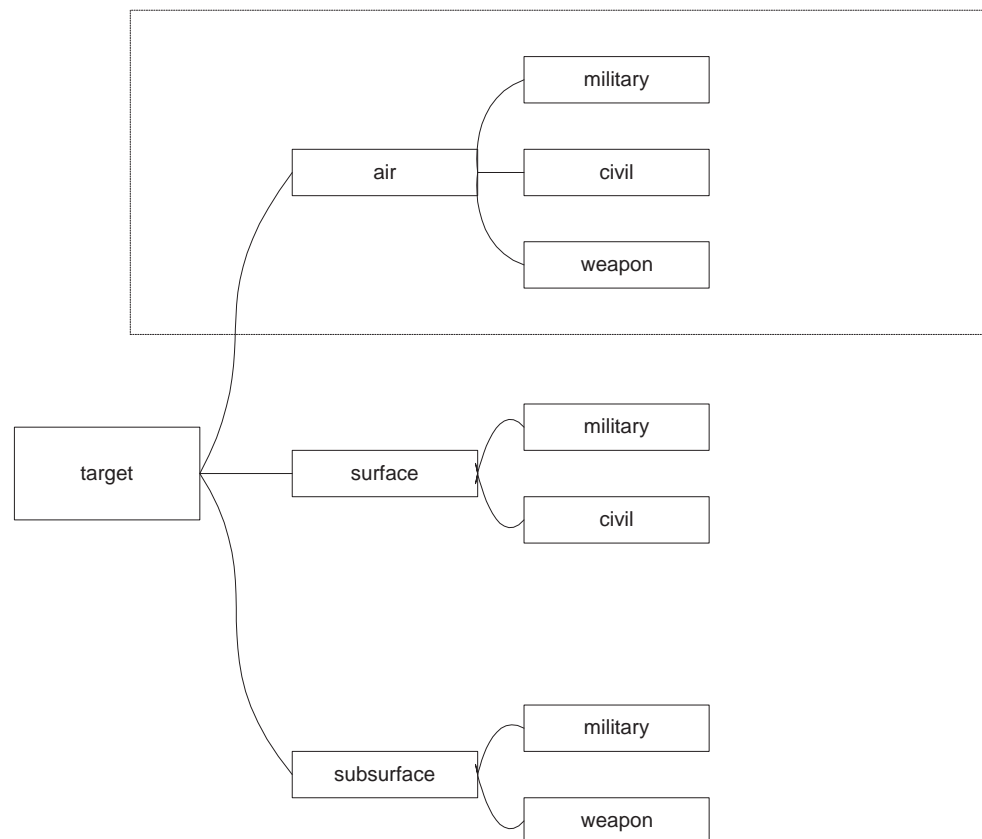 military
air
civil
weapon
military
target
surface
civil
military
subsurface
weapon